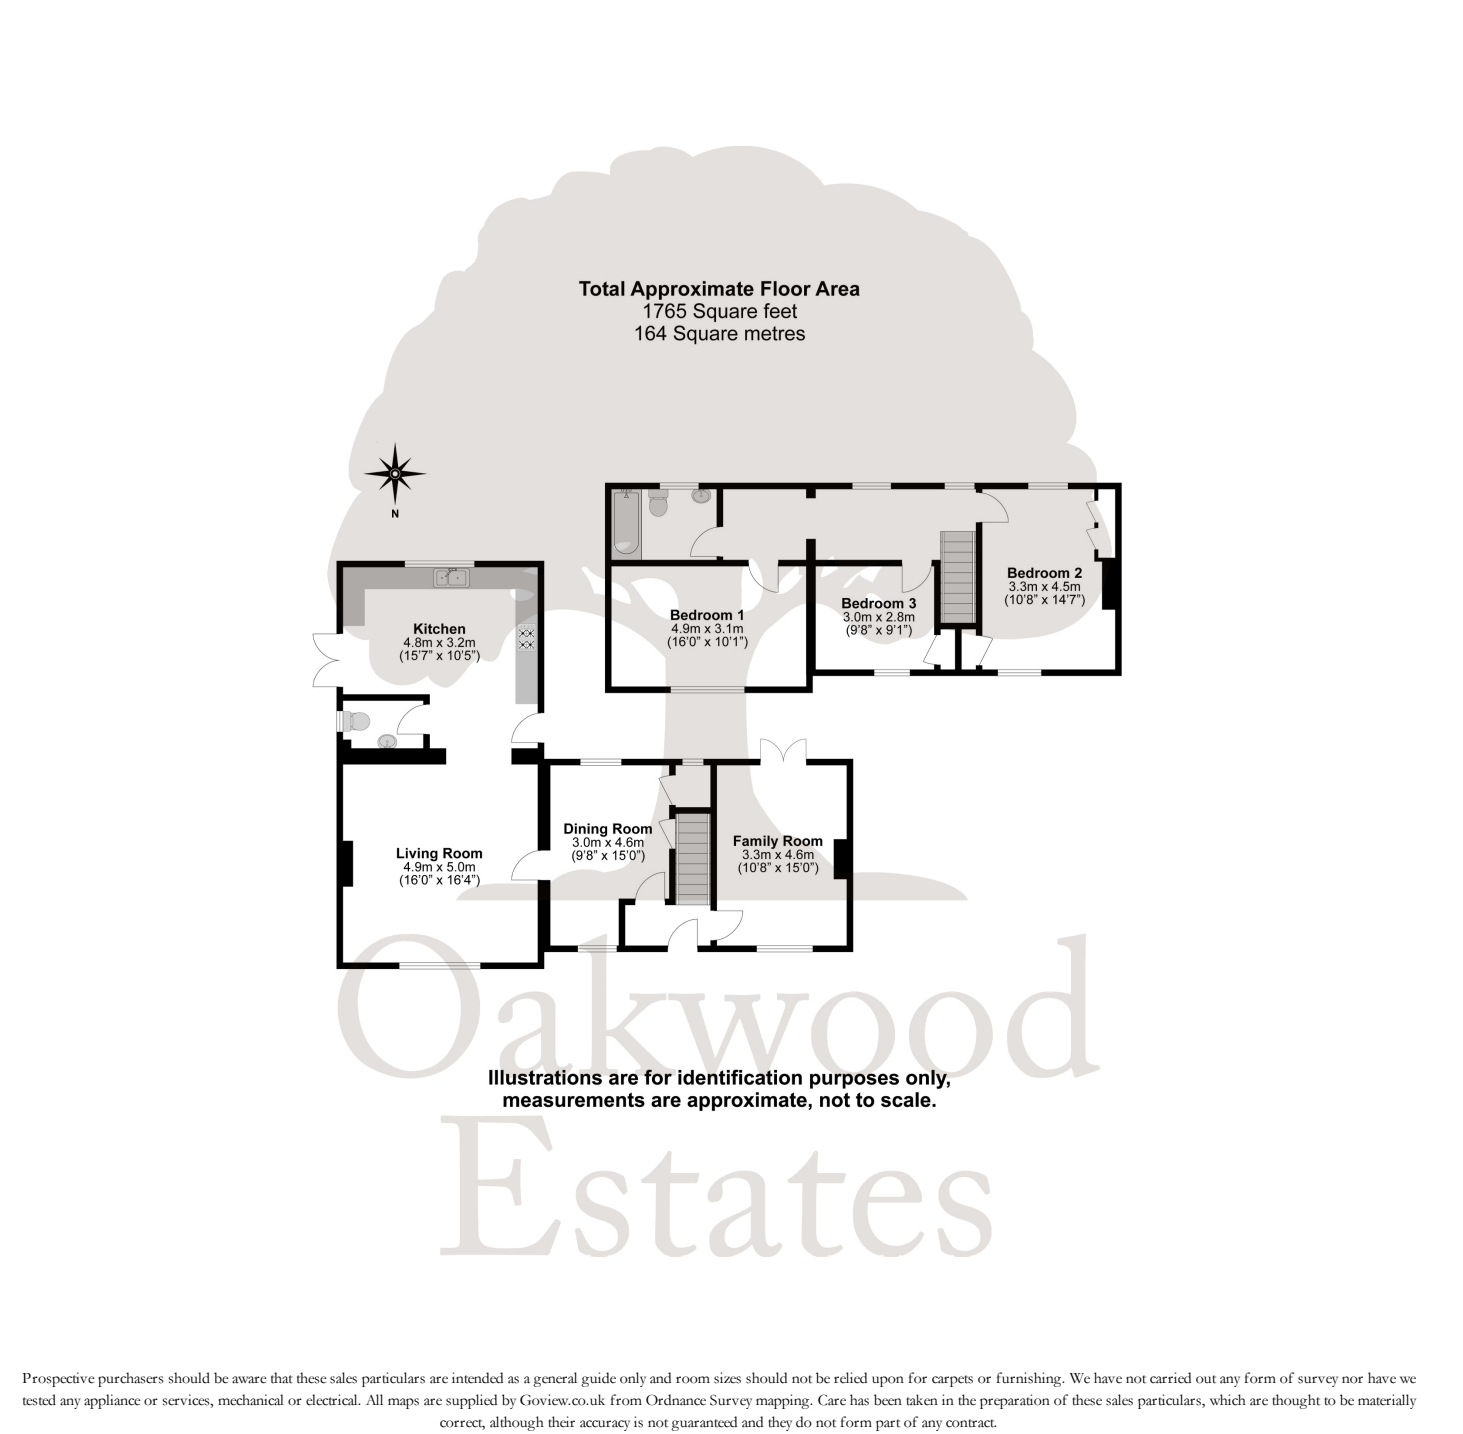 Total Approximate Floor Area
1765 Square feet
164 Square metres
N
Bedroom 2
3.3m x 4.5m
(10'8" x 14'7")
Bedroom 3
3.0m x 2.8m
(9'8" x 9'1")
Bedroom 1
4.9m x 3.1m
(16'0" x 10'1")
Kitchen
4.8m x 3.2m
(15'7" x 10'5")
Dining Room
3.0m x 4.6m
(9'8" x 15'0")
Family Room
3.3m x 4.6m
(10'8" x 15'0")
Living Room
4.9m x 5.0m
(16'0" x 16'4")
Oakwood
Illustrations are for identification purposes only,
measurements are approximate, not to scale.
Estates
Prospective purchasers should be aware that these sales particulars are intended as a general guide only and room sizes should not be relied upon for carpets or furnishing. We have not carried out any form of survey nor have we
tested any appliance or services, mechanical or electrical. All maps are supplied by Goview.co.uk from Ordnance Survey mapping. Care has been taken in the preparation of these sales particulars, which are thought to be materially
correct, although their accuracy is not guaranteed and they do not form part of any contract.